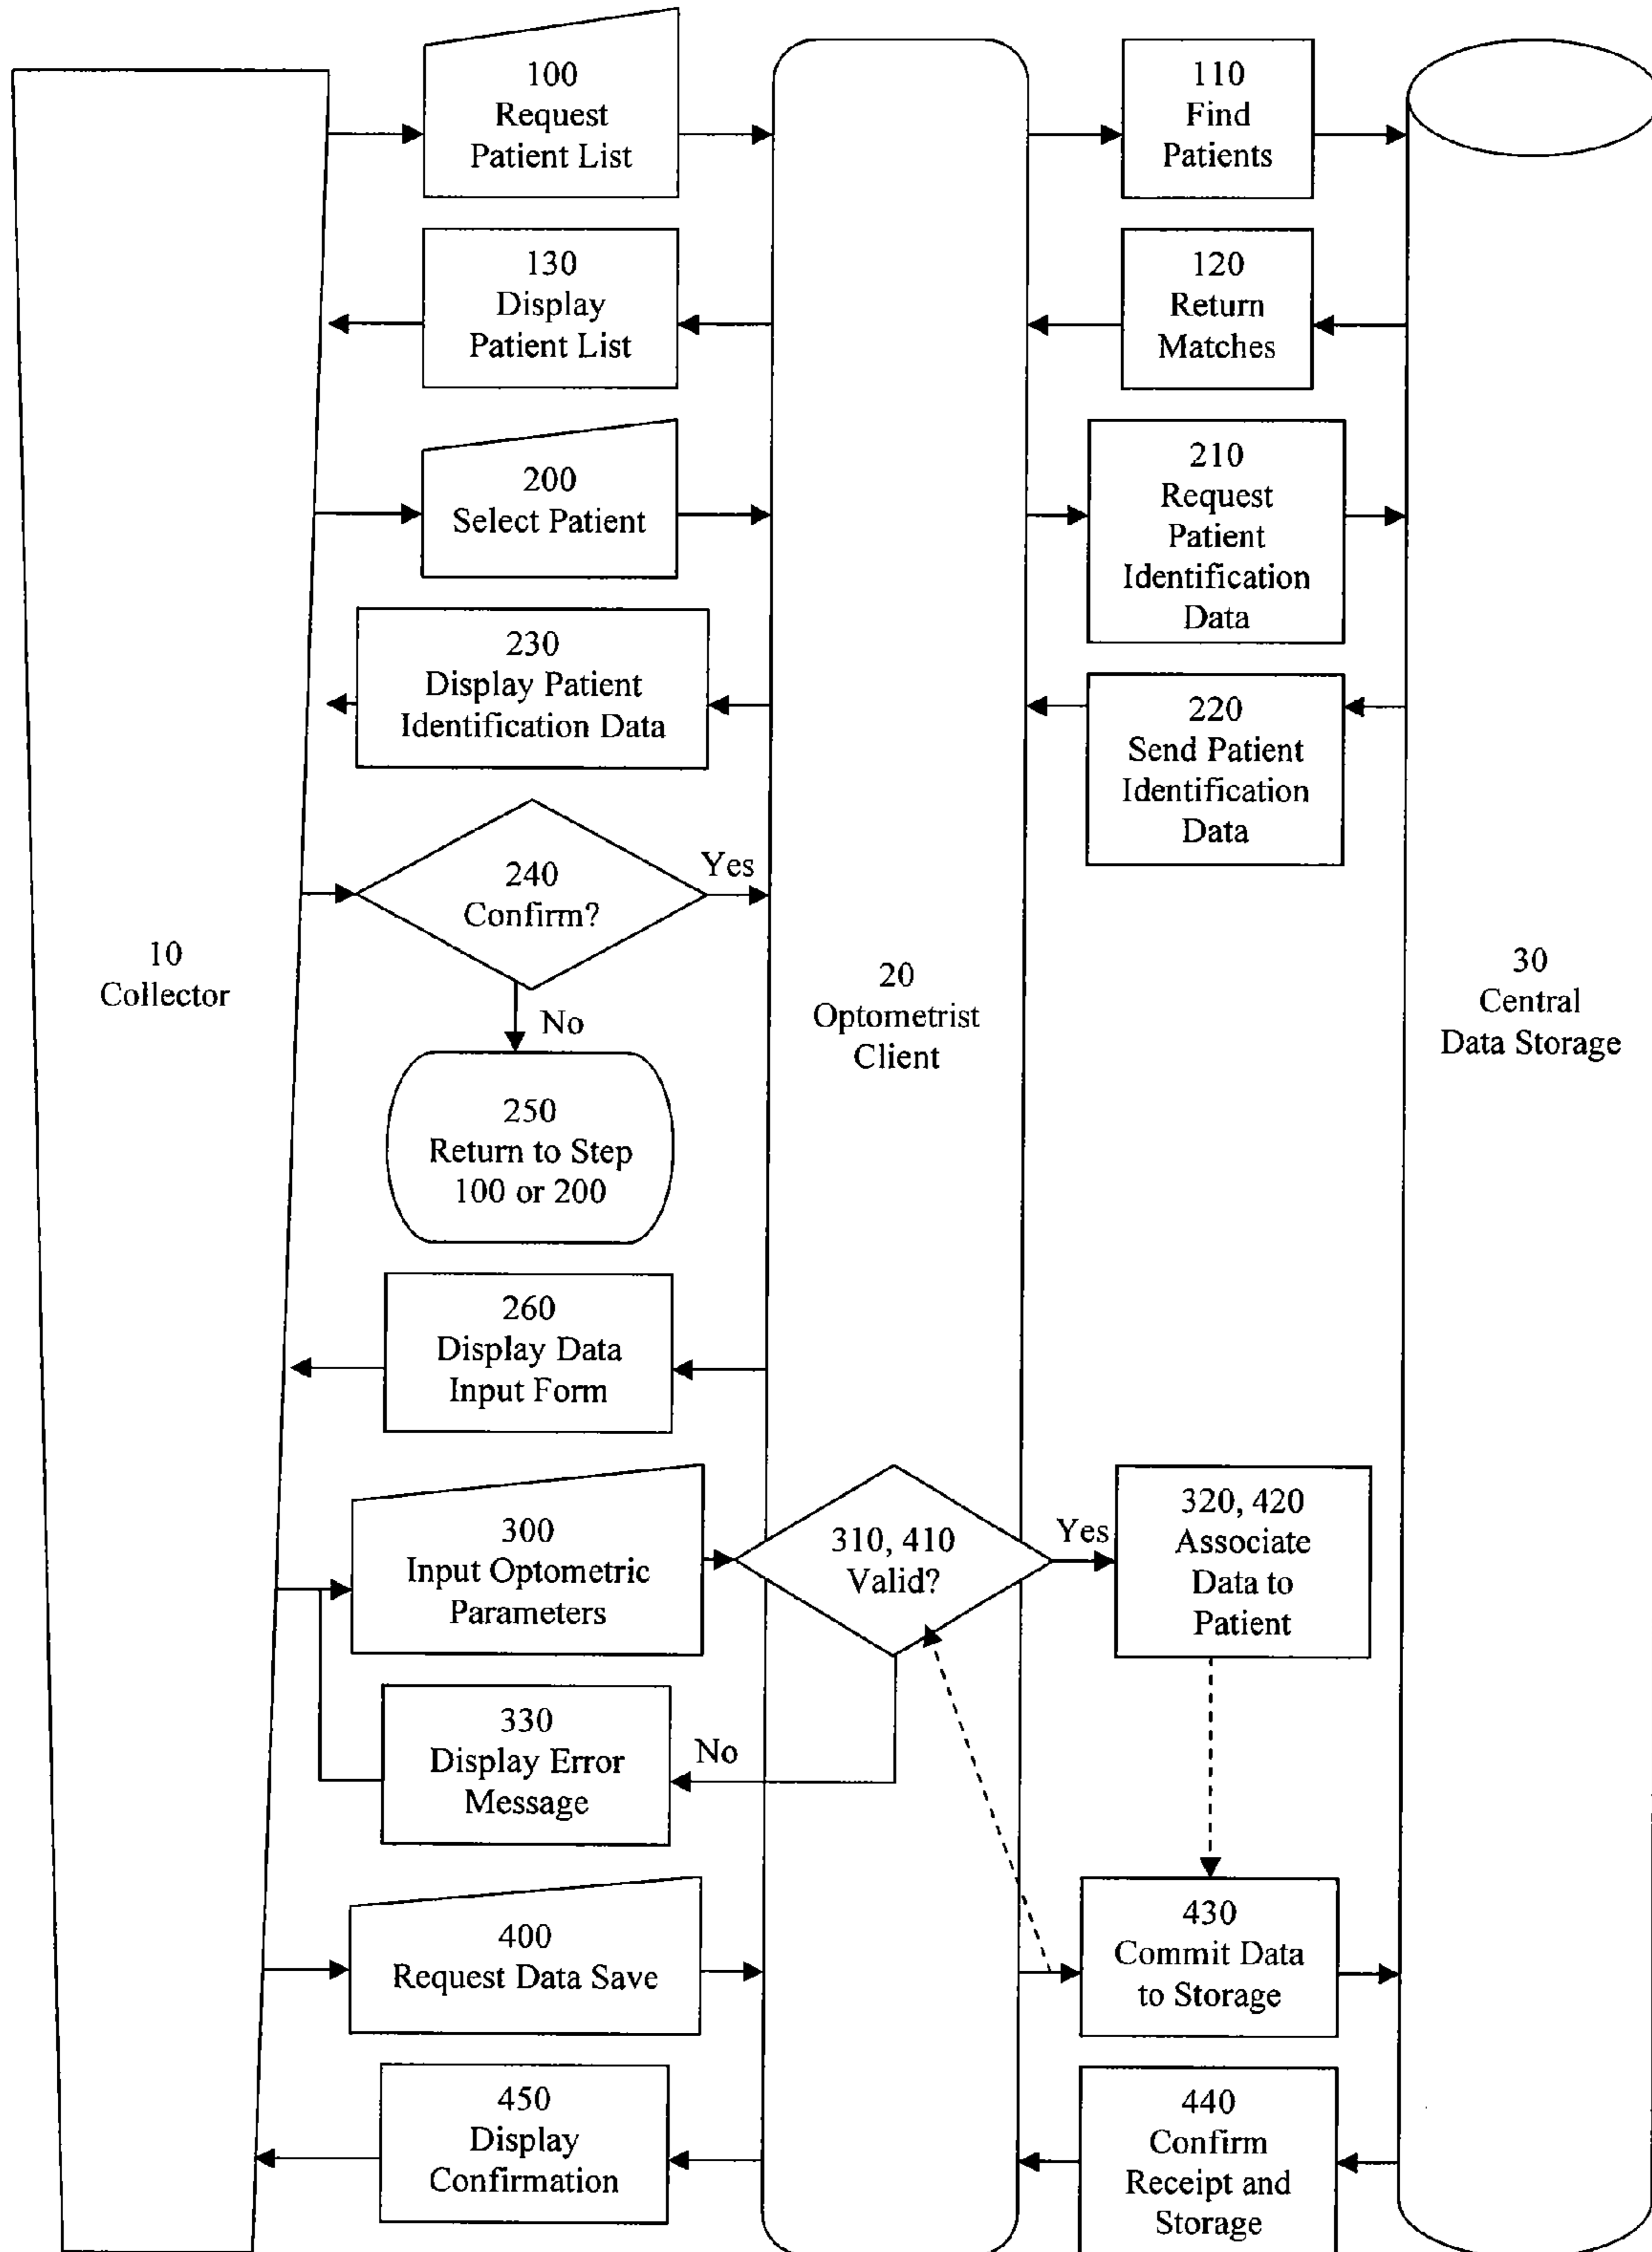 100
Request
Patient List
110
Find
Patients
130
Display
Patient List
120
Return
Matches
200
Select Patient
210
Request
Patient
Identification
Data
230
Display Patient
Identification Data
220
Send Patient
Identification
Data
240
Confirm?
Yes
No
10
Collector
20
Optometrist
Client
30
Central
Data Storage
250
Return to Step
100 or 200
260
Display Data
Input Form
300
Input Optometric
Parameters
310, 410
Valid?
Yes
320, 420
Associate
Data to
Patient
330
Display Error
Message
No
400
Request Data Save
430
Commit Data
to Storage
450
Display
Confirmation
440
Confirm
Receipt and
Storage